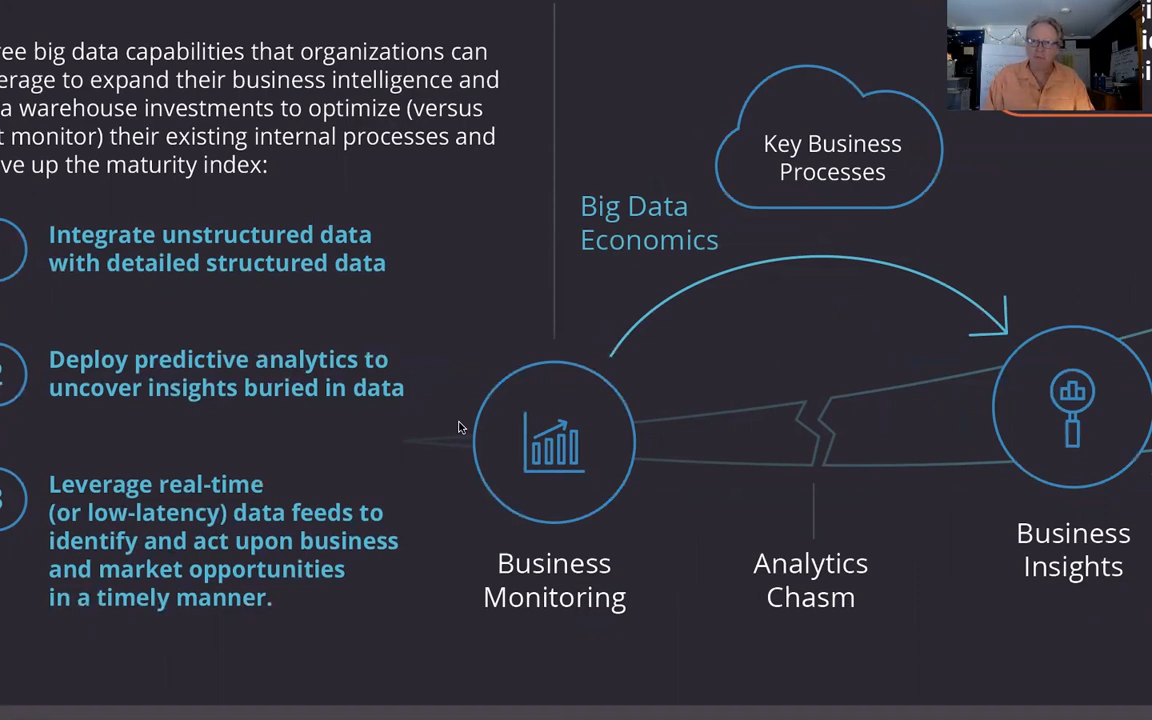 ree big data capabilities that organizations can
erage to expand their business intelligence and
a warehouse investments to optimize (versus
t monitor) their existing internal processes and
ve up the maturity index:
Integrate unstructured data
with detailed structured data
Deploy predictive analytics to
uncover insights buried in data
3
Leverage real-time
(or low-latency) data feeds to
identify and act upon business
and market opportunities
in a timely manner.
Key Business
Processes
Big Data
Economics
Business
Monitoring
Analytics
Chasm
Business
Insights